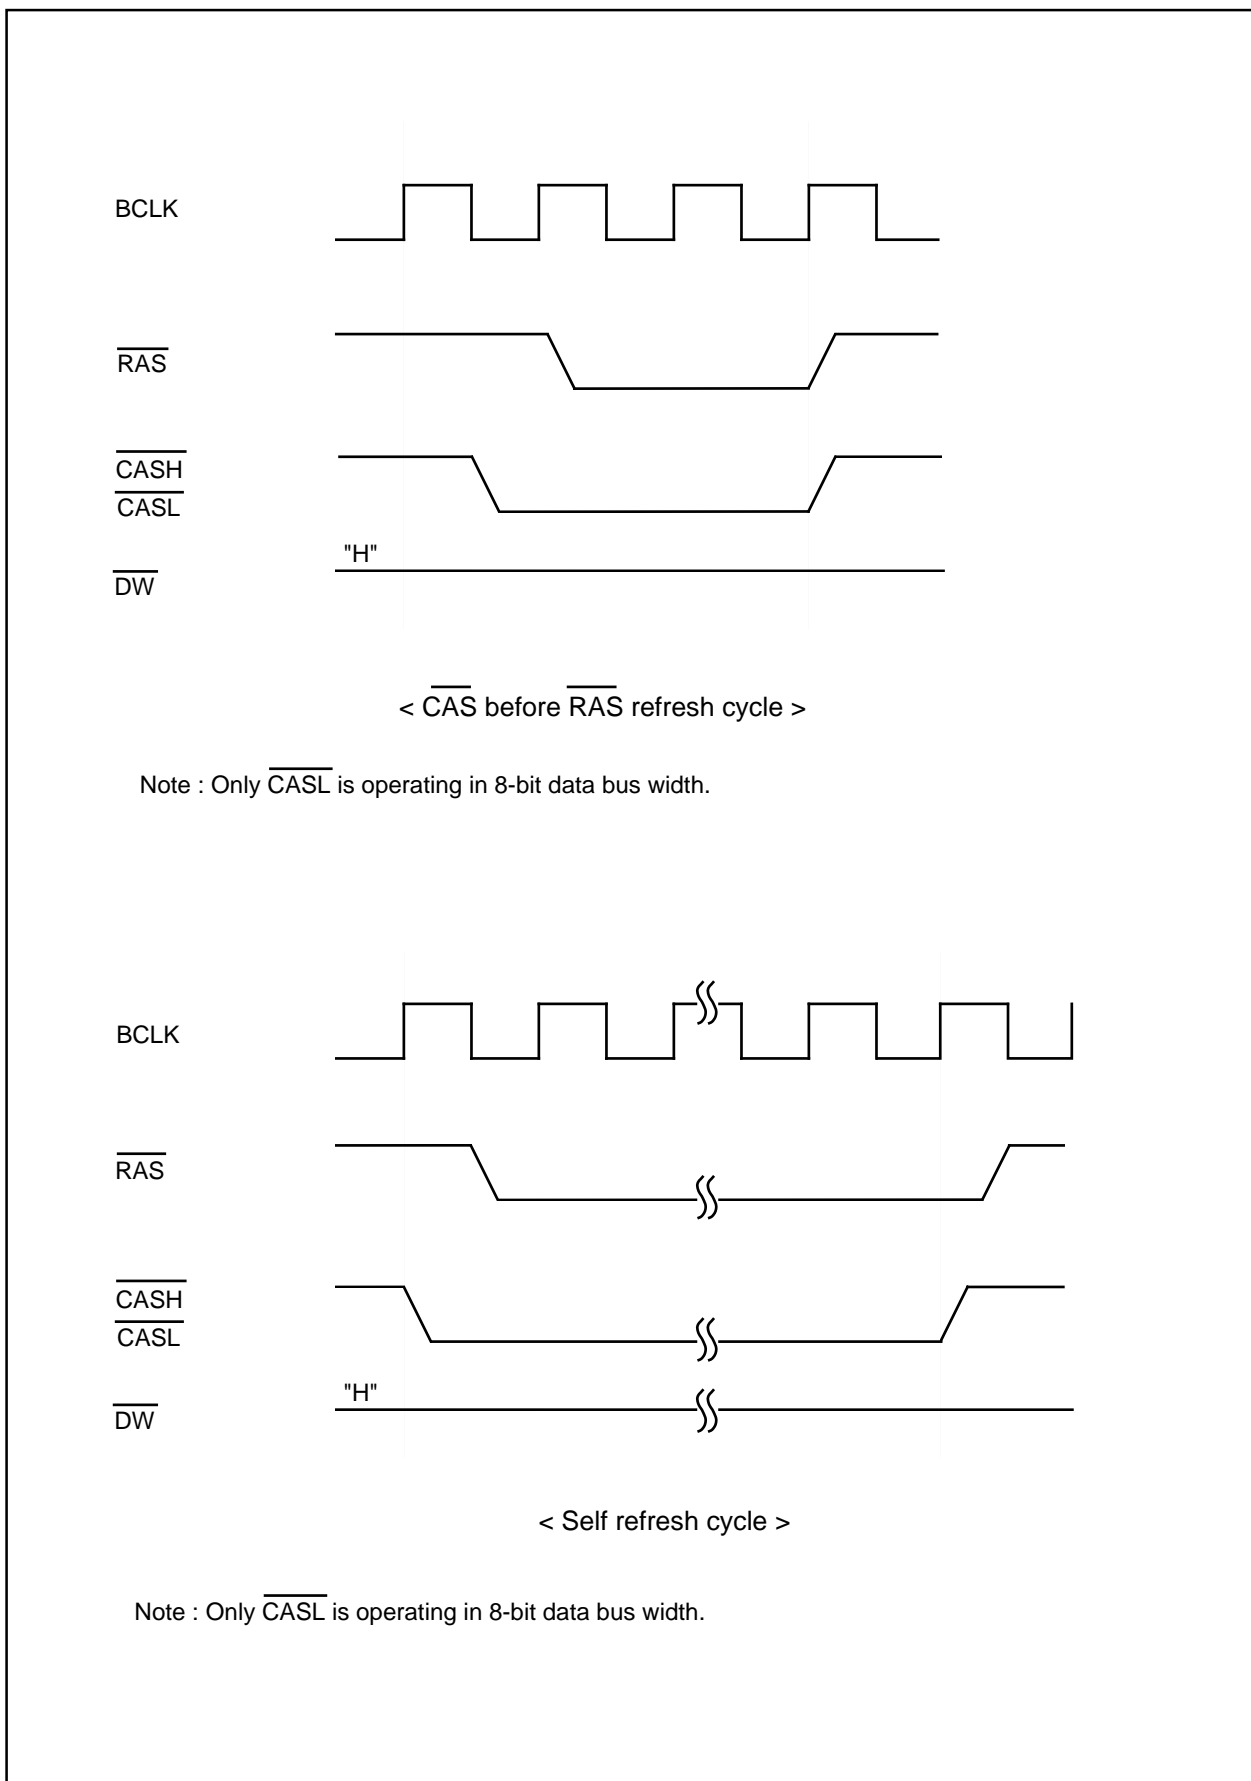 BCLK
RAS
CASH
CASL
"H"
DW
< CAS before RAS refresh cycle >
Note : Only CASL is operating in 8-bit data bus width.
BCLK
RAS
CASH
CASL
"H"
DW
< Self refresh cycle >
Note : Only CASL is operating in 8-bit data bus width.